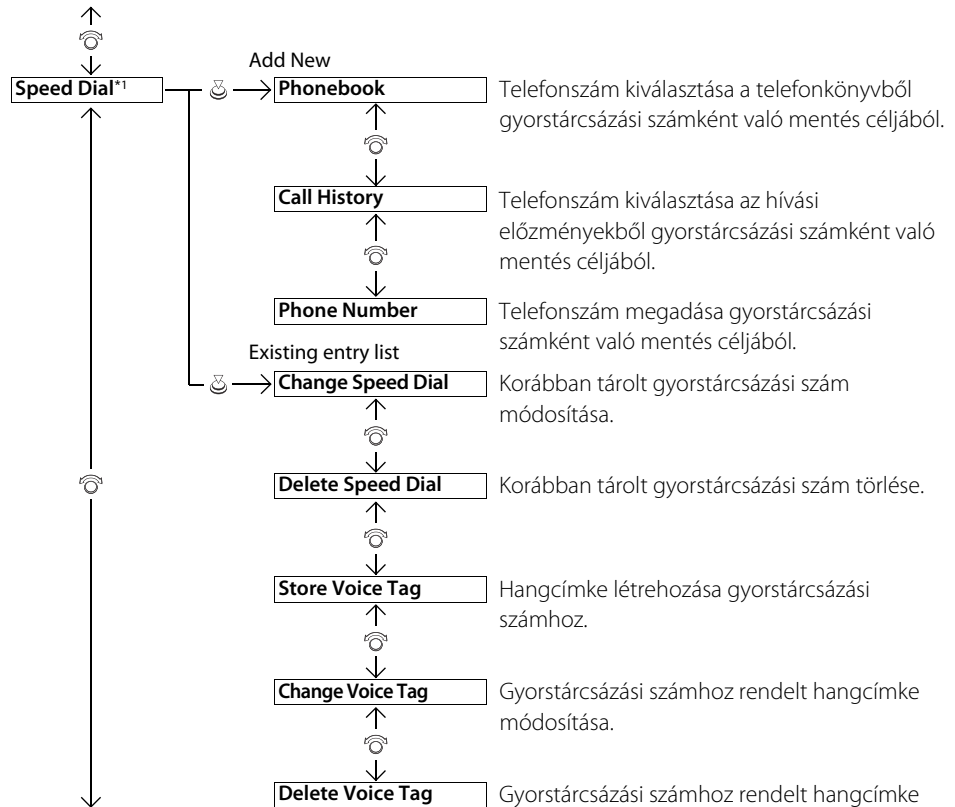 Add New
Speed Dial*1
Phonebook
Telefonszám kiválasztása a telefonkönyvből
gyorstárcsázási számként való mentés céljából.
Call History
Telefonszám kiválasztása az hívási
előzményekből gyorstárcsázási számként való
mentés céljából.
Phone Number
Telefonszám megadása gyorstárcsázási
számként való mentés céljából.
Existing entry list
Change Speed Dial
Korábban tárolt gyorstárcsázási szám
módosítása.
Delete Speed Dial
Korábban tárolt gyorstárcsázási szám törlése.
Store Voice Tag
Hangcímke létrehozása gyorstárcsázási
számhoz.
Change Voice Tag
Gyorstárcsázási számhoz rendelt hangcímke
módosítása.
Delete Voice Tag
Gyorstárcsázási számhoz rendelt hangcímke